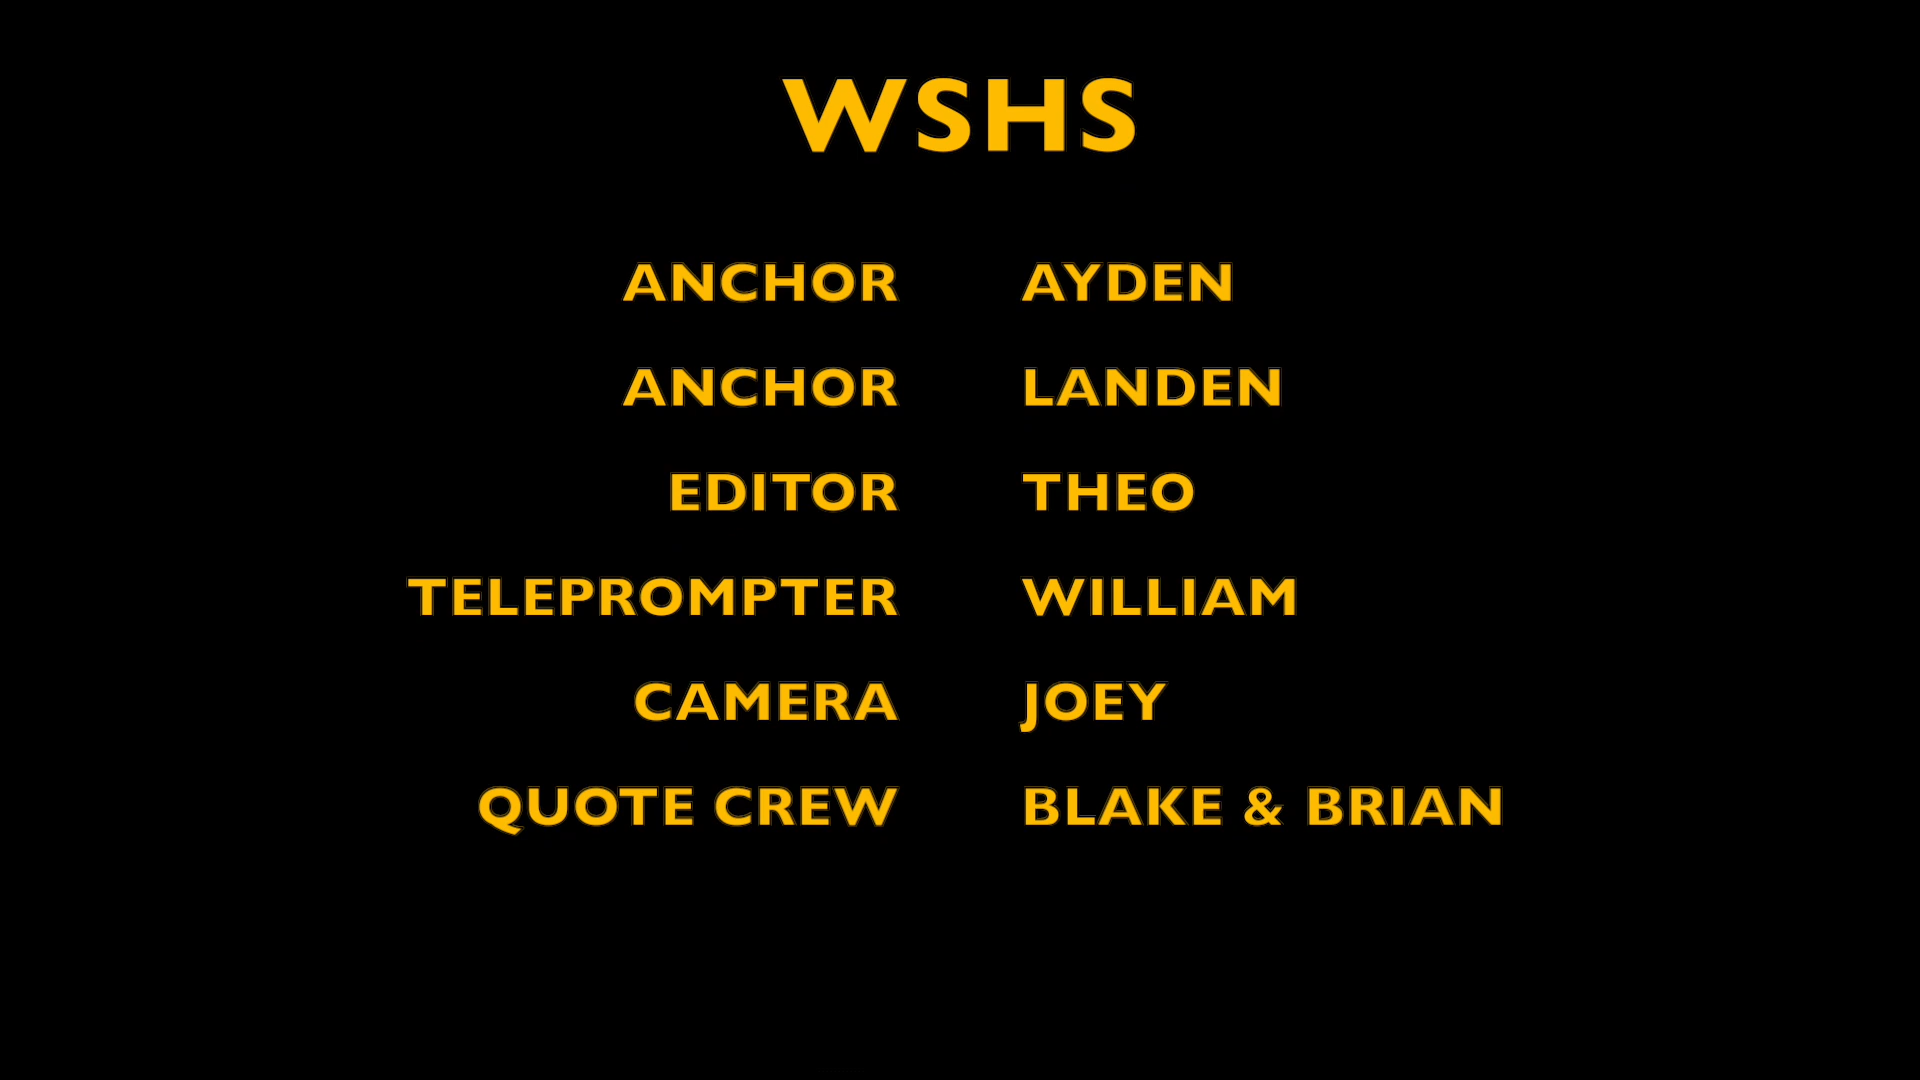 WSHS
ANCHOR AYDEN
ANCHOR LANDEN
EDITOR THEO
TELEPROMPTER WILLIAM
CAMERA JOEY
QUOTE CREW BLAKE & BRIAN